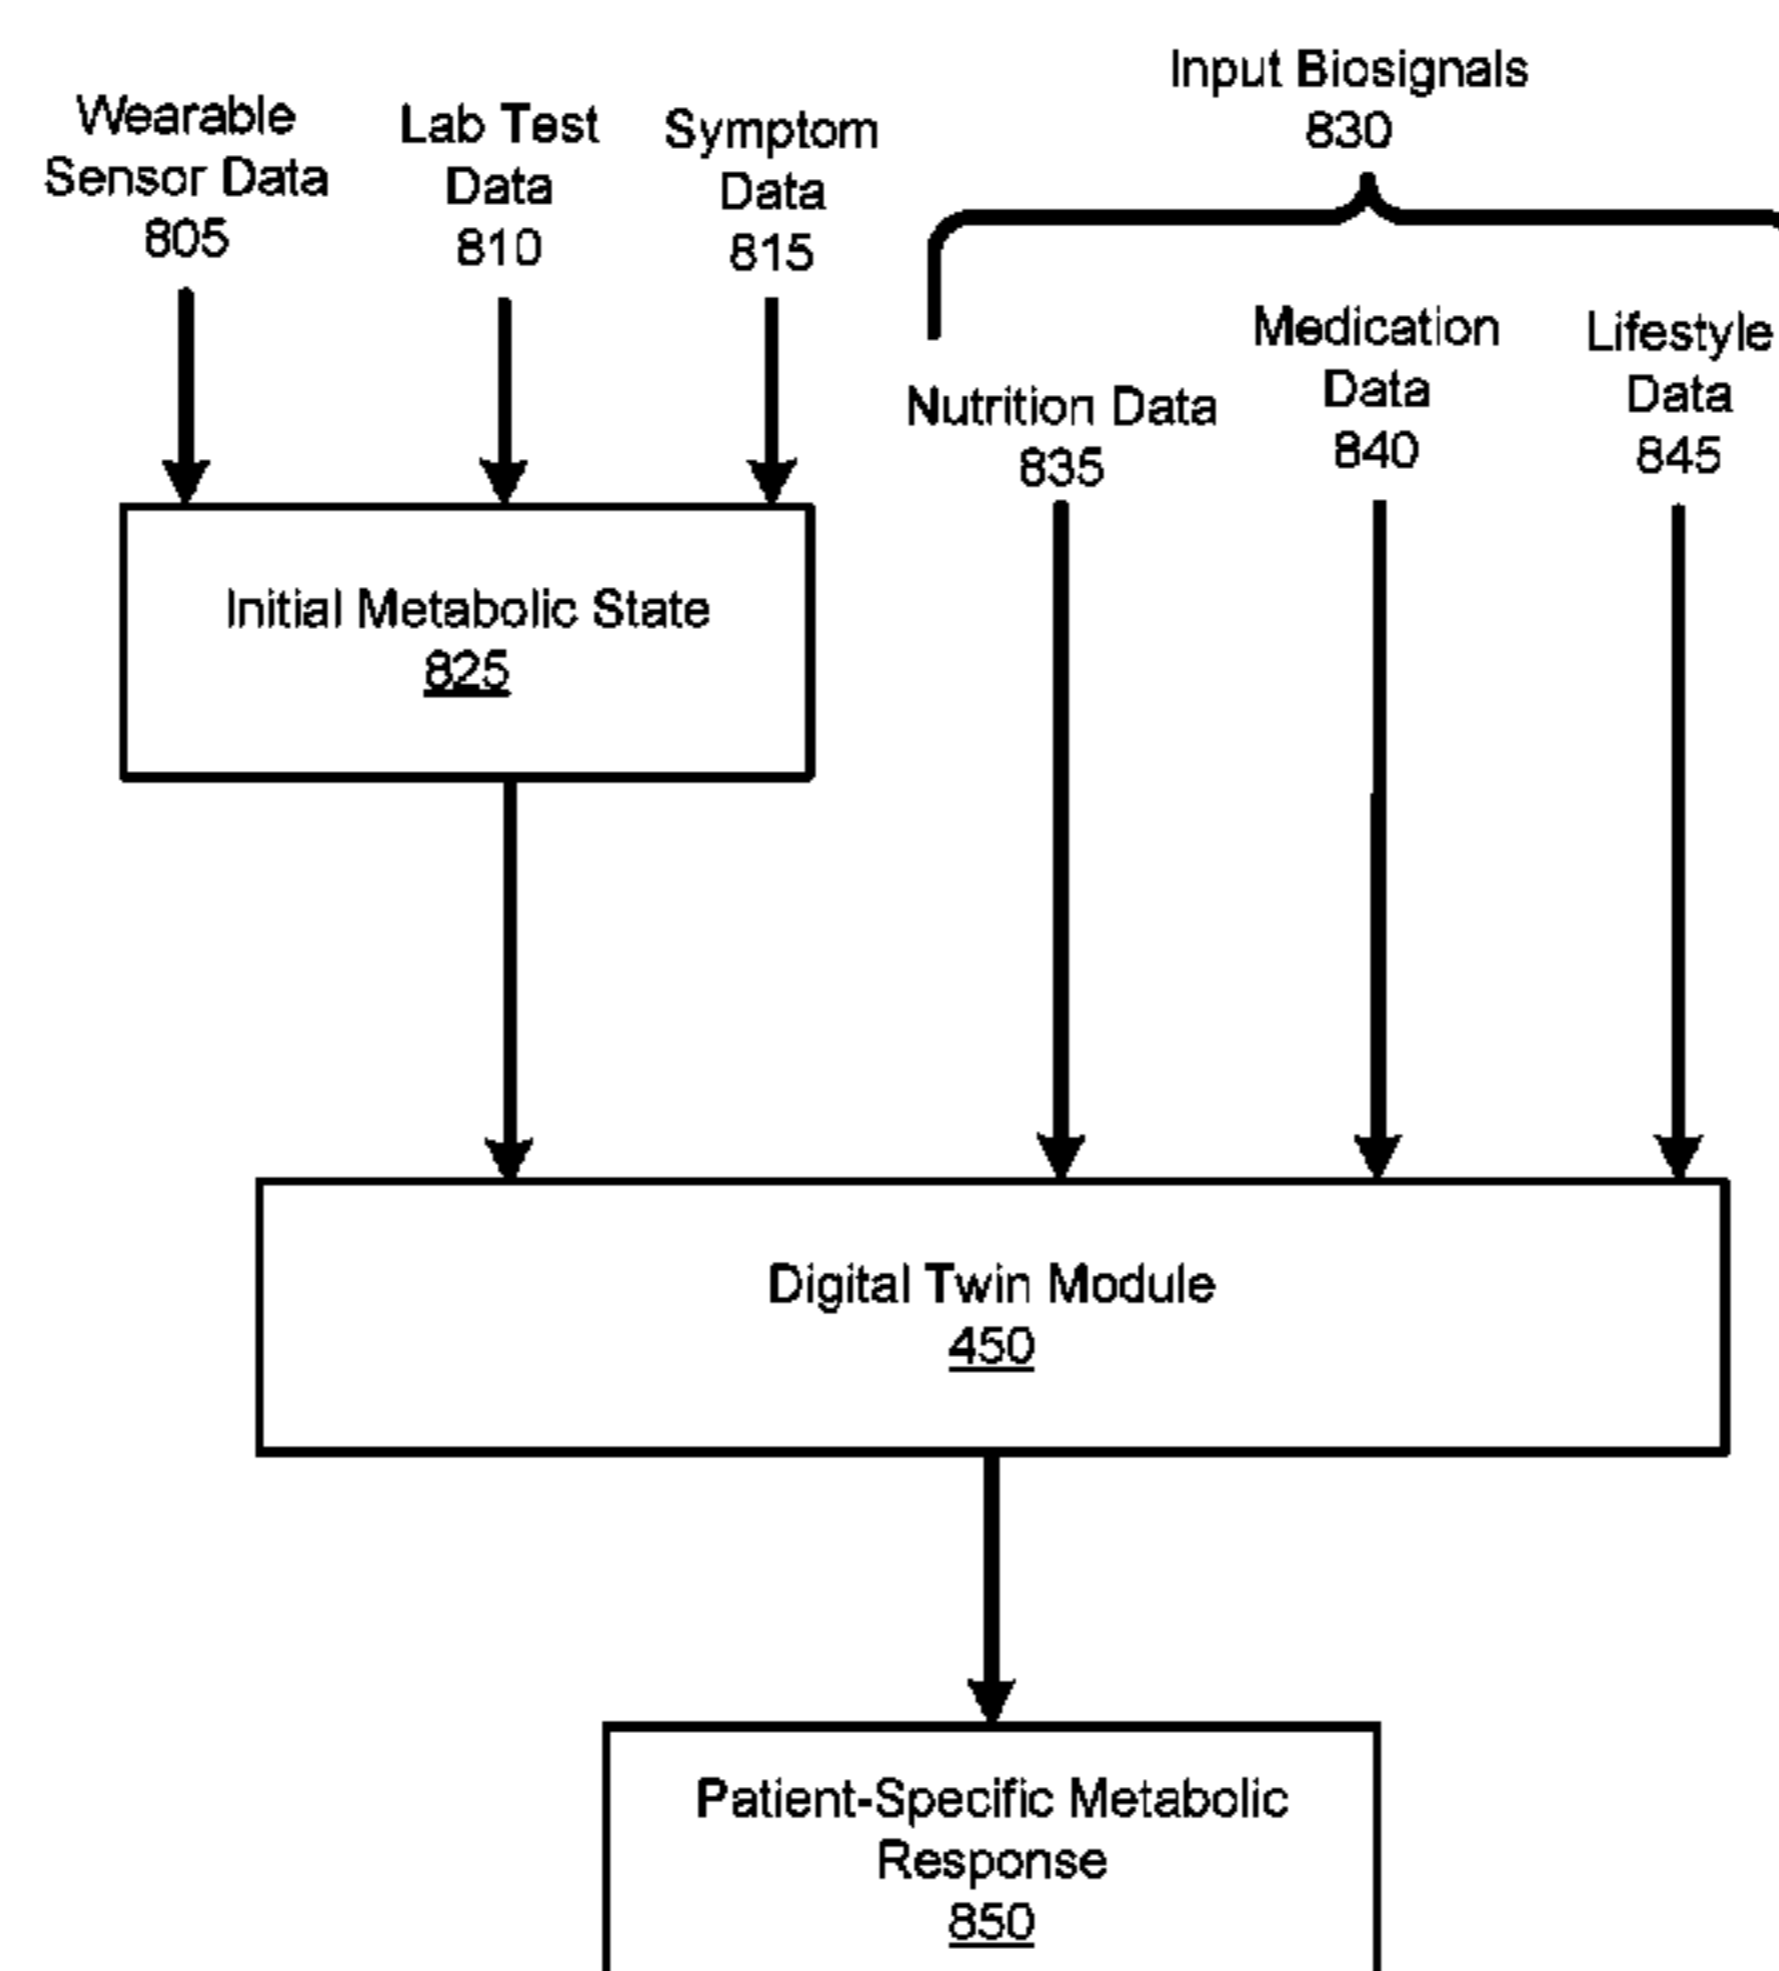 Input Biosignals
830
Wearable
Sensor Data
805
Lab Test
Data
810
Symptom
Data
815
Nutrition Data
835
Medication
Data
840
Lifestyle
Data
845
Initial Metabolic State
825
Digital Twin Module
450
Patient-Specific Metabolic
Response
850